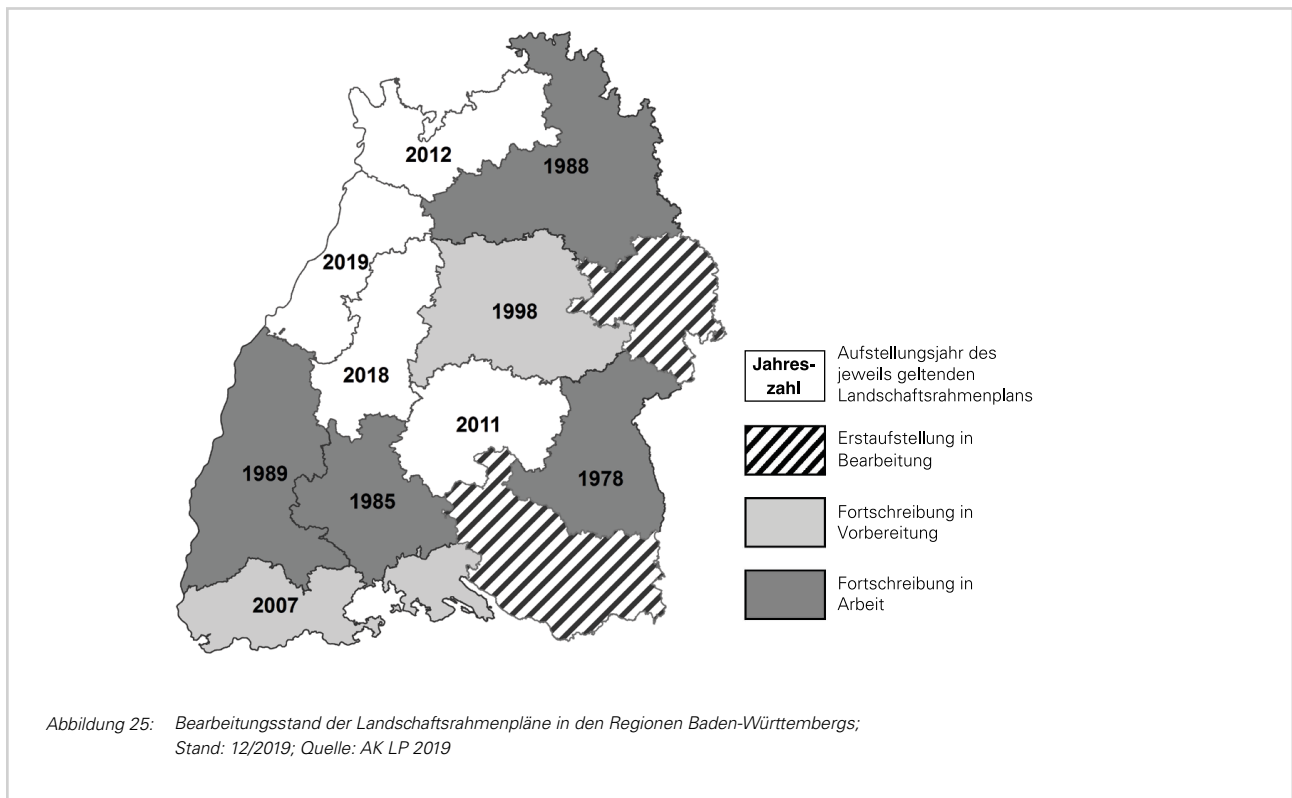 2012
1988
2019
1998
2018
2011
1989
1985
1978
2007
Jahres-
zahl
Aufstellungsjahr des
jeweils geltenden
Landschaftsrahmenplans
Erstaufstellung in
Bearbeitung
Fortschreibung in
Vorbereitung
Fortschreibung in
Arbeit
Abbildung 25: Bearbeitungsstand der Landschaftsrahmenpläne in den Regionen Baden-Württembergs;
Stand: 12/2019; Quelle: AK LP 2019